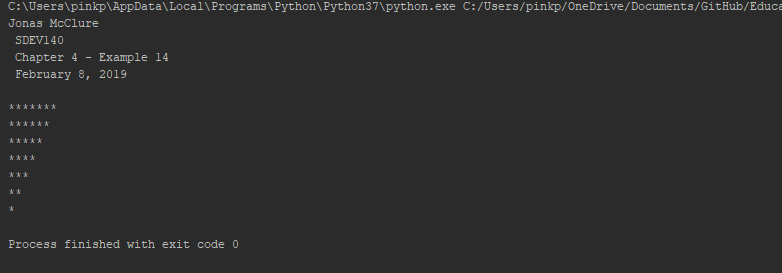 C:\Users\pinkp\AppData\Local\Programs\Python\Python37\python.exe C:/Users/pinkp/OneDrive/Documents/GitHub/Educa
Jonas McClure
SDEV140
Chapter 4 - Example 14
February 8, 2019
*******
******
*****
****
***
**
*
Process finished with exit code 0